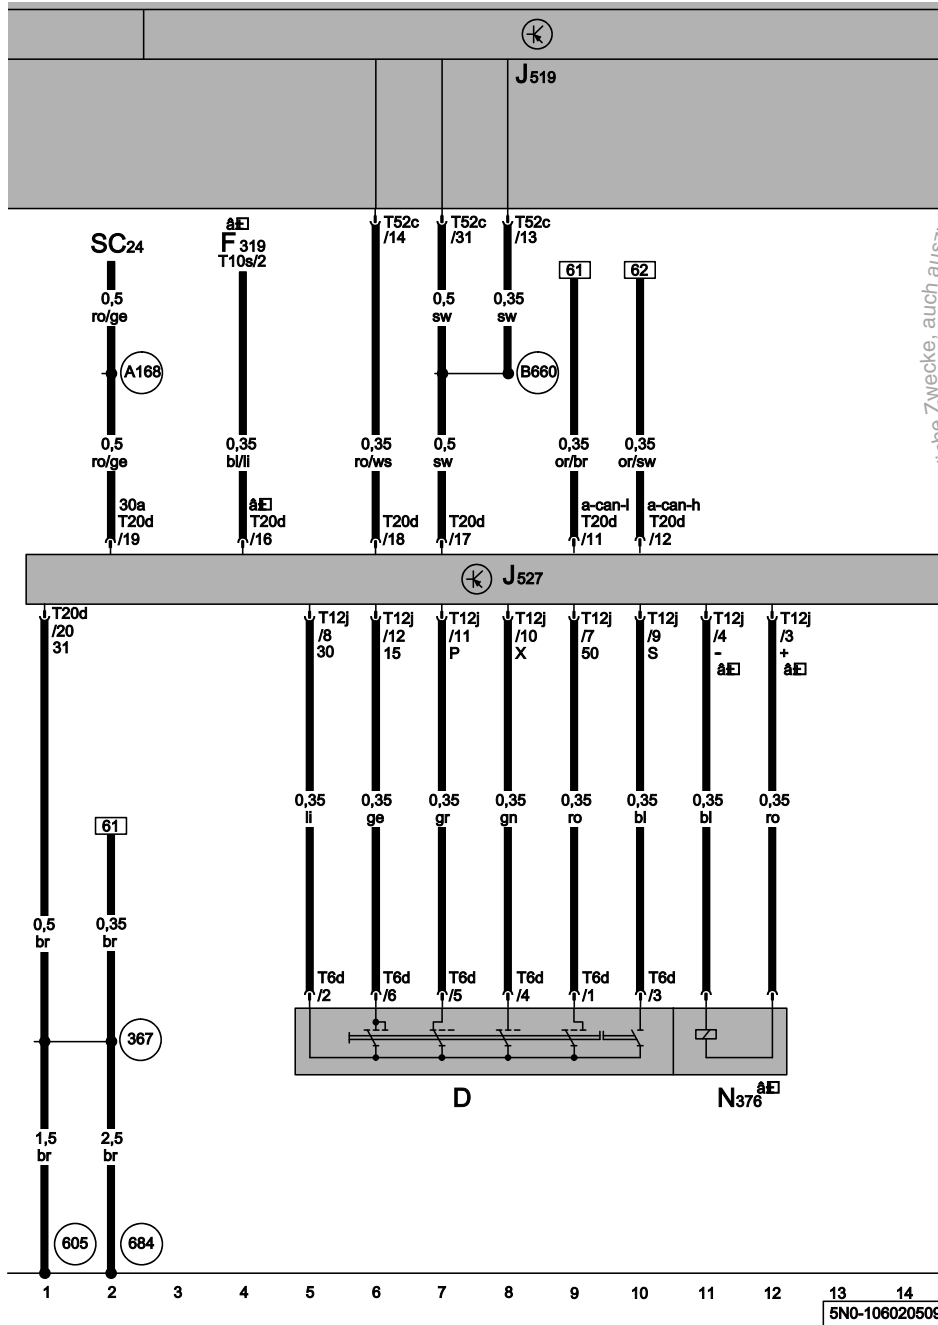 J519
T52c
/14
T52c
/31
T52c
/13
SC24
F319
T10s/2
61
62
0,5
ro/ge
0,5
sw
0,35
sw
A168
B660
0,5
ro/ge
0,35
bl/li
0,35
ro/ws
0,5
sw
0,35
or/br
0,35
or/sw
30a
T20d
/19
T20d
/16
T20d
/18
T20d
/17
a-can-l
T20d
/11
a-can-h
T20d
/12
J527
T20d
/20
31
T12j
/8
30
T12j
/12
15
T12j
/11
P
T12j
/10
X
T12j
/7
50
T12j
/9
S
T12j
/4
-
T12j
/3
+
0,35
li
0,35
ge
0,35
gr
0,35
gn
0,35
ro
0,35
bl
0,35
bl
0,35
ro
61
0,5
br
0,35
br
T6d
/2
T6d
/6
T6d
/5
T6d
/4
T6d
/1
T6d
/3
367
D
N376
1,5
br
2,5
br
605
684
1 2 3 4 5 6 7 8 9 10 11 12 13 14
5N0-106020509
Zwecke, auch